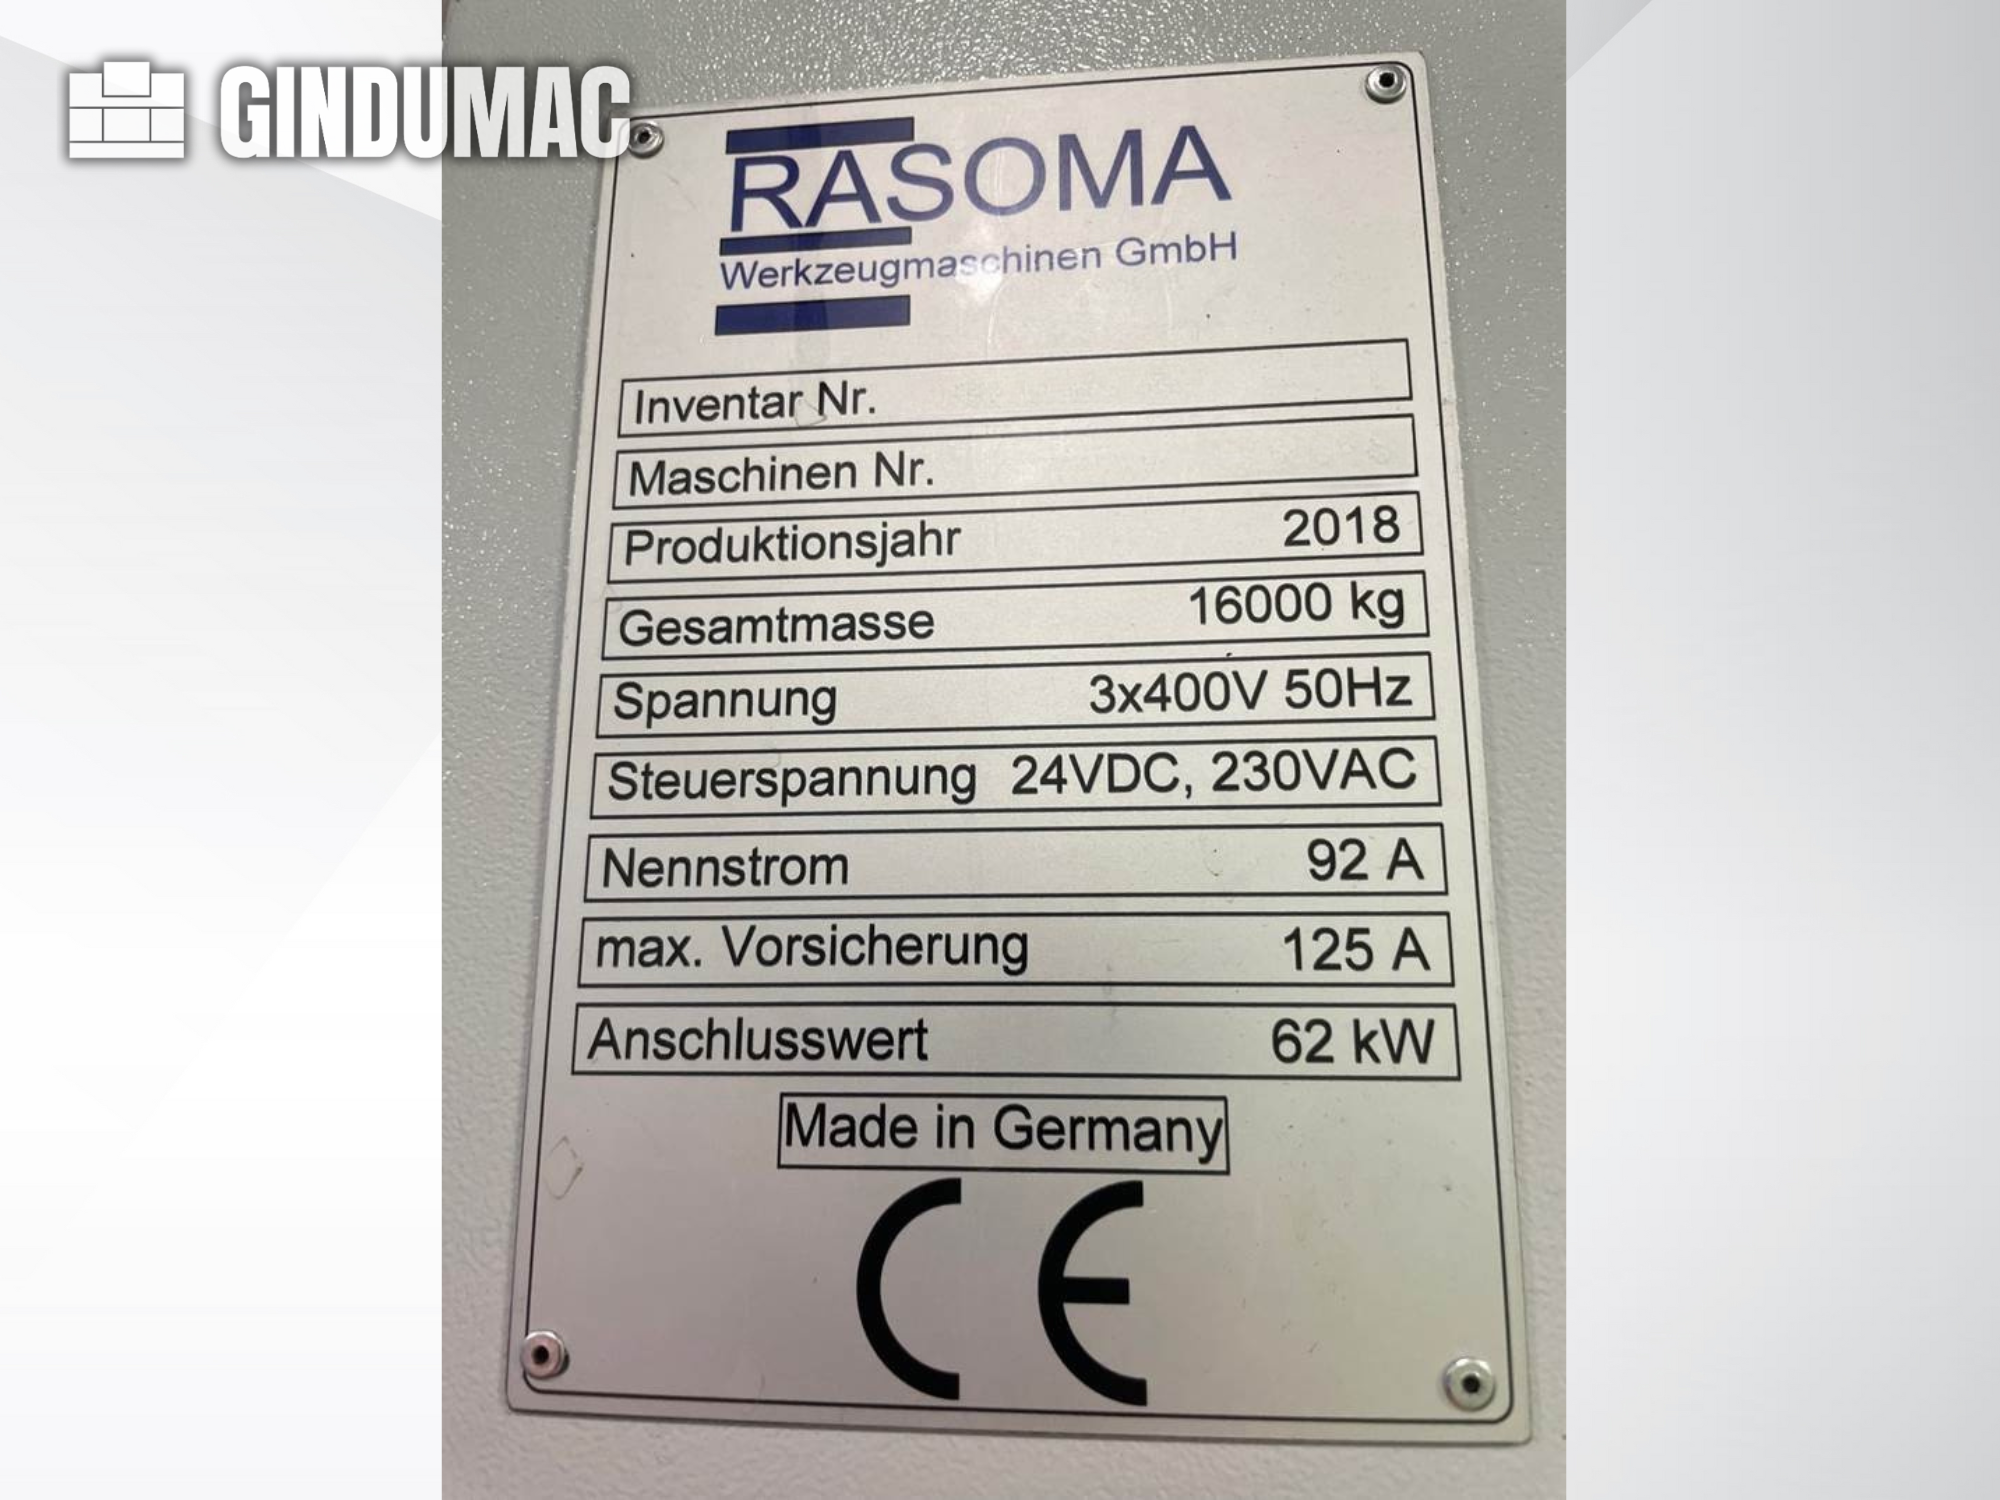 GINDUMAC
RASOMA
Werkzeugmaschinen GmbH
Inventar Nr.
Maschinen Nr.
Produktionsjahr 2018
Gesamtmasse 16000 kg
Spannung 3x400V 50Hz
Steuerspannung 24VDC, 230VAC
Nennstrom 92 A
max. Vorsicherung 125 A
Anschlusswert 62 kW
Made in Germany
CE